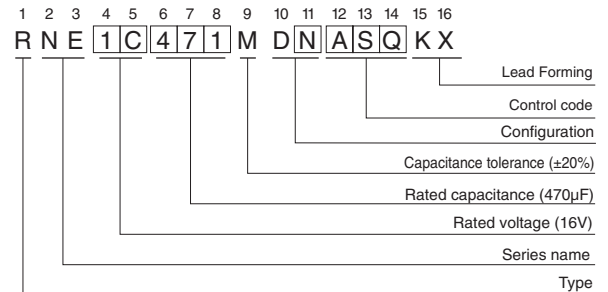 1 2 3 4 5 6 7 8 9 10 11 12 13 14 15 16
R N E 1 C 4 7 1 M D N A S Q K X
Lead Forming
Control code
Configuration
Capacitance tolerance (±20%)
Rated capacitance (470µF)
Rated voltage (16V)
Series name
Type